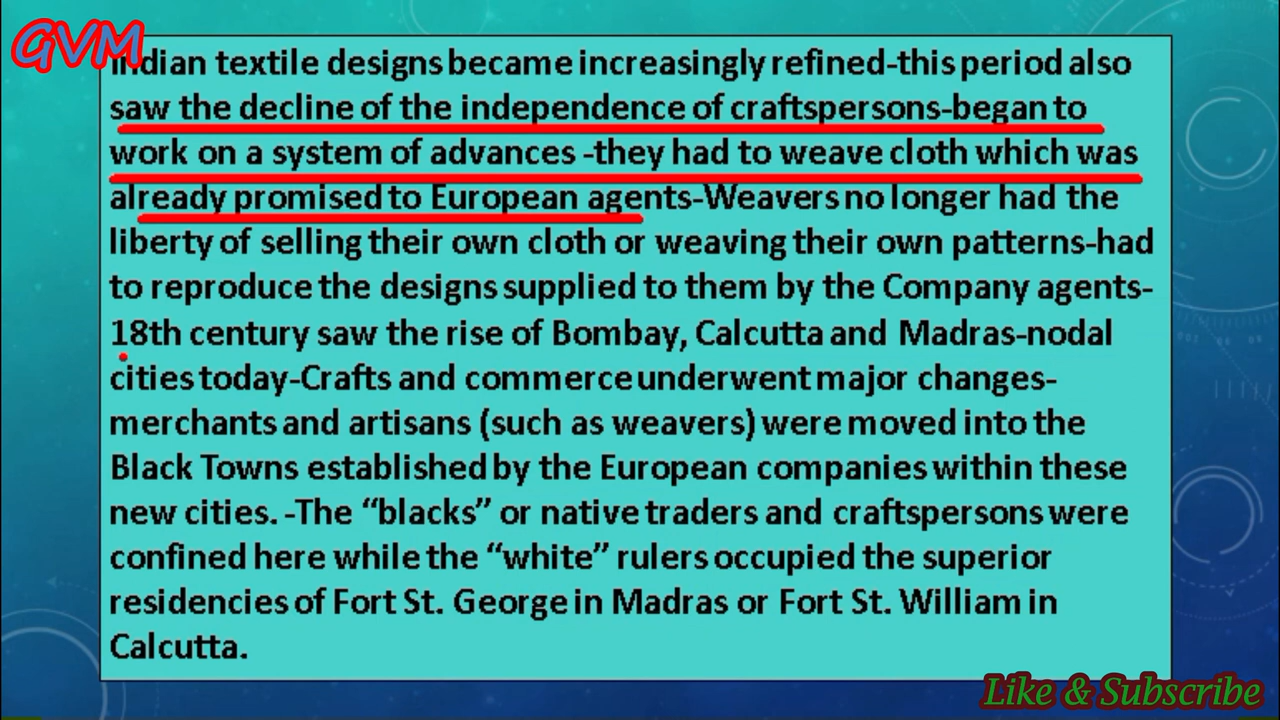 GVM
Indian textile designs became increasingly refined-this period also
saw the decline of the independence of craftspersons-began to
work on a system of advances -they had to weave cloth which was
already promised to European agents-Weavers no longer had the
liberty of selling their own cloth or weaving their own patterns-had
to reproduce the designs supplied to them by the Company agents-
18th century saw the rise of Bombay, Calcutta and Madras-nodal
cities today-Crafts and commerce underwent major changes-
merchants and artisans (such as weavers) were moved into the
Black Towns established by the European companies within these
new cities. -The “blacks” or native traders and craftspersons were
confined here while the “white” rulers occupied the superior
residencies of Fort St. George in Madras or Fort St. William in
Calcutta.
Like & Subscribe